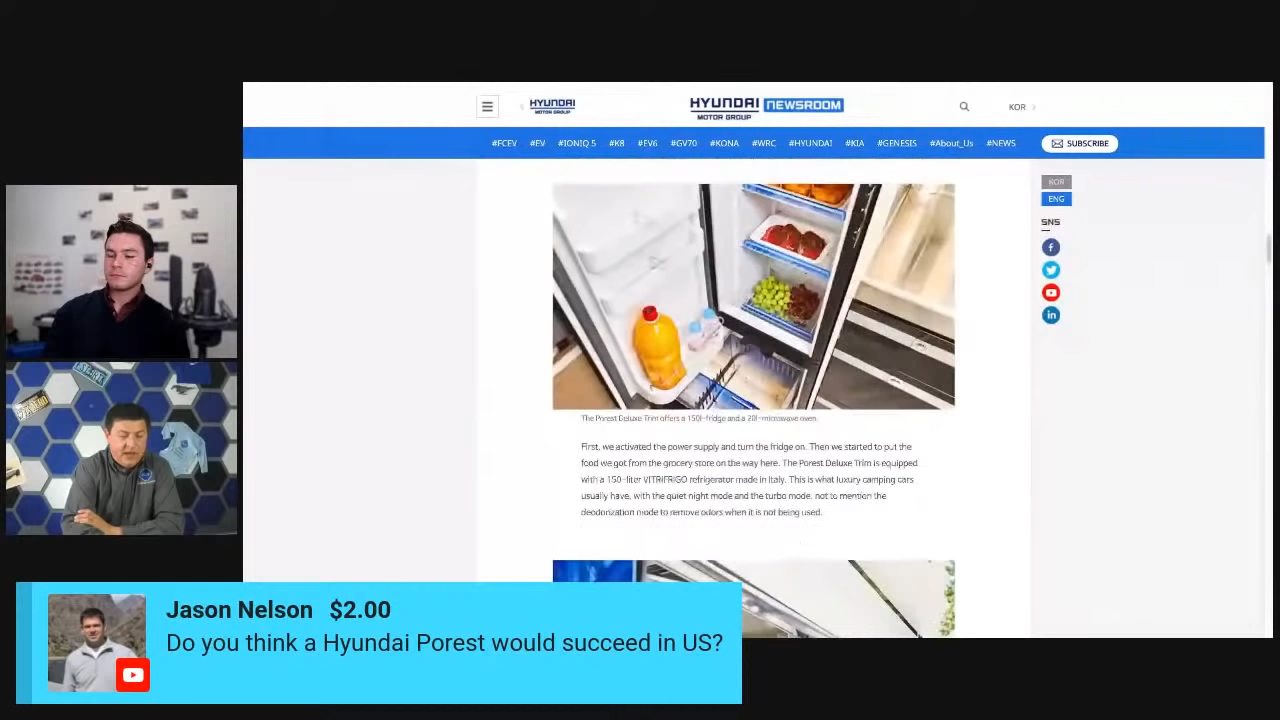 HYUNDAI
MOTOR GROUP
HYUNDAI NEWSROOM
MOTOR GROUP
KOR
#FCEV #EV #IONIQ 5 #K8 #EV6 #GV70 #KONA #WRC #HYUNDAI #KIA #GENESIS #About_Us #NEWS SUBSCRIBE
KOR
ENG
SNS
The Porest Deluxe Trim offers a 150l-fridge and a 20l-microwave oven.
First, we activated the power supply and turn the fridge on. Then we started to put the
food we got from the grocery store on the way here. The Porest Deluxe Trim is equipped
with a 150-liter VITRIFRIGO refrigerator made in Italy. This is what luxury camping cars
usually have, with the quiet night mode and the turbo mode, not to mention the
deodorization mode to remove odors when it is not being used.
Jason Nelson $2.00
Do you think a Hyundai Porest would succeed in US?